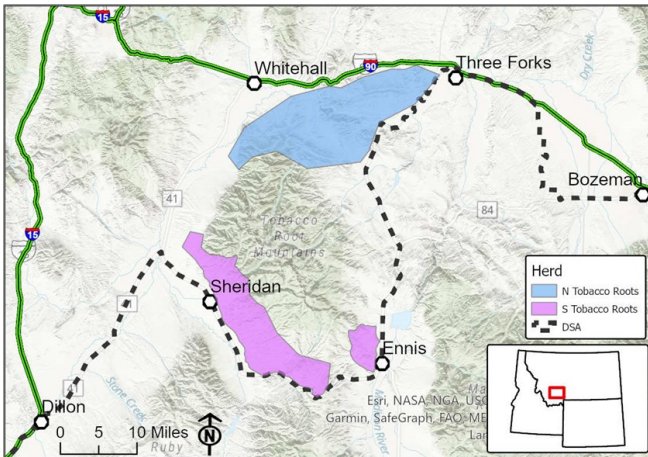 15
Whitehall
90
Three Forks
Dry Creek
Bozeman
41
84
15
Tobacco
Root
Mountains
Sheridan
Herd
N Tobacco Roots
S Tobacco Roots
DSA
Ennis
Stone Creek
Dillon
Ruby
0 5 10 Miles
N
Esri, NASA, NGA, USG
Garmin, SafeGraph, FAO, ME
River